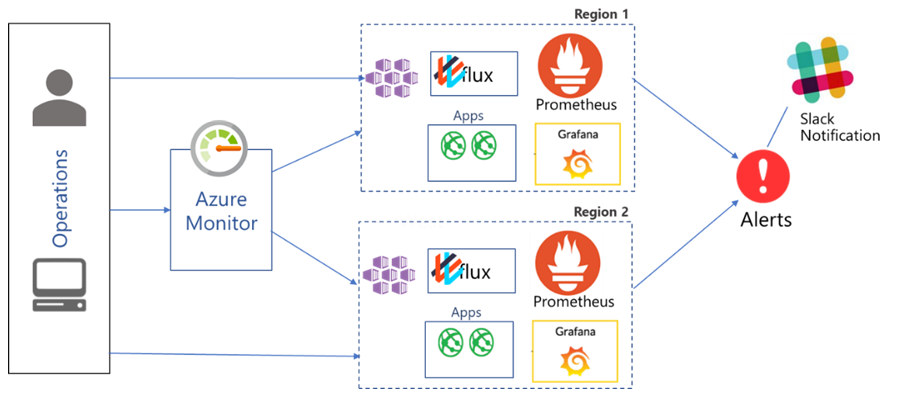 Operations
Azure
Monitor
Region 1
flux
Prometheus
Apps
Grafana
Region 2
flux
Prometheus
Apps
Grafana
Slack
Notification
Alerts